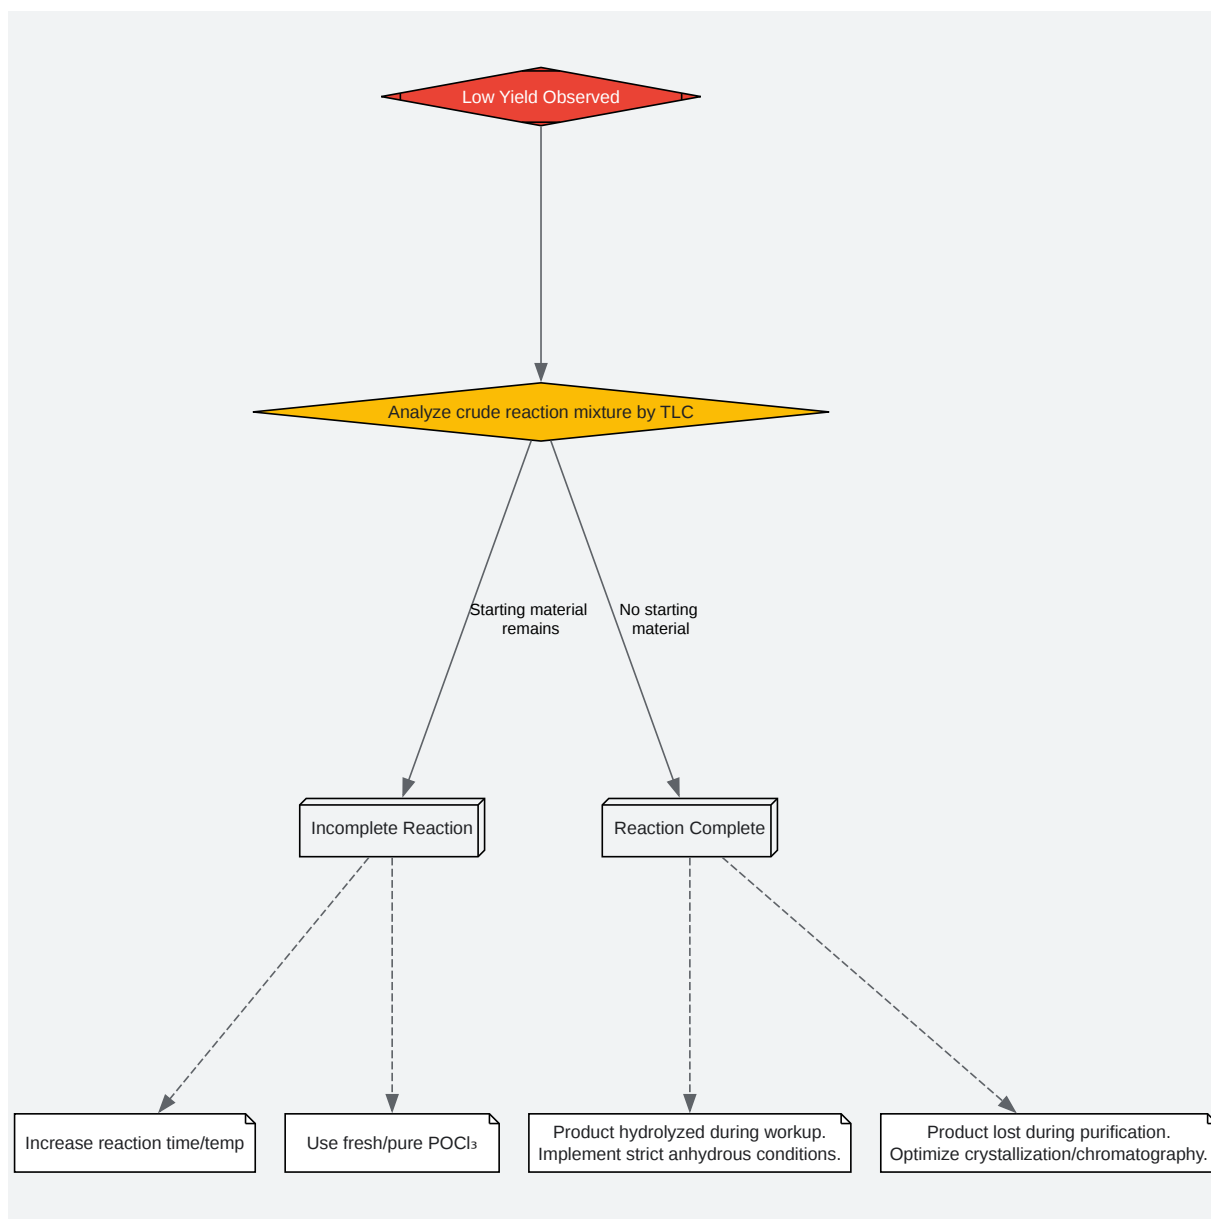 Low Yield Observed
Analyze crude reaction mixture by TLC
Starting material
remains
No starting
material
Incomplete Reaction
Reaction Complete
Increase reaction time/temp
Use fresh/pure POCl₃
Product hydrolyzed during workup.
Implement strict anhydrous conditions.
Product lost during purification.
Optimize crystallization/chromatography.